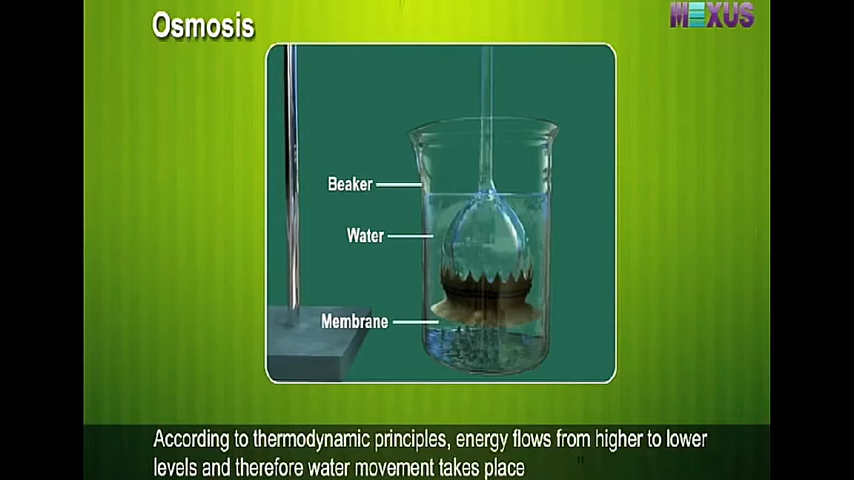 Osmosis
MEXUS
Beaker
Water
Membrane
According to thermodynamic principles, energy flows from higher to lower
levels and therefore water movement takes place